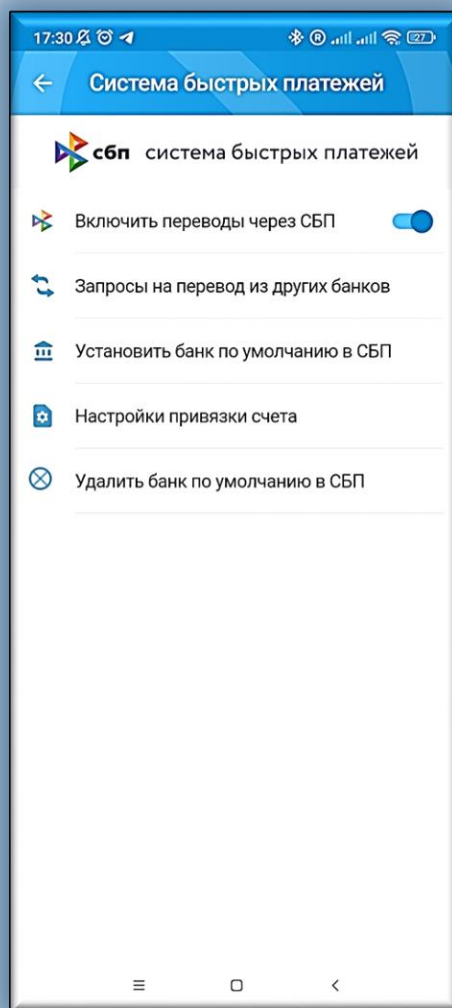 17:30
27
Система быстрых платежей
сбп система быстрых платежей
Включить переводы через СБП
Запросы на перевод из других банков
Установить банк по умолчанию в СБП
Настройки привязки счета
Удалить банк по умолчанию в СБП